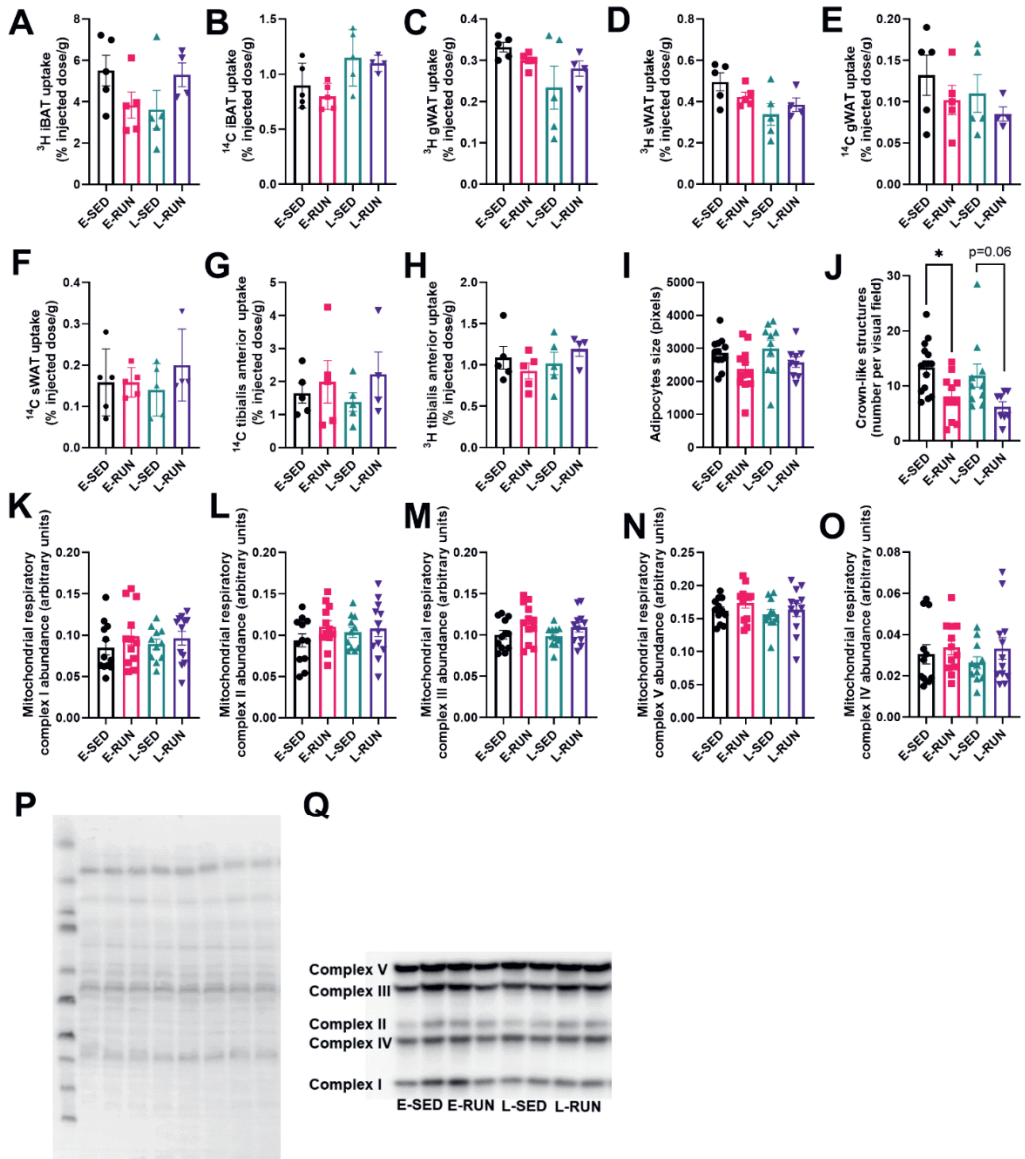 A
³H iBAT uptake
(% injected dose/g)
8
6
4
2
0
E-SED
E-RUN
L-SED
L-RUN
B
¹⁴C iBAT uptake
(% injected dose/g)
1.5
1.0
0.5
0.0
E-SED
E-RUN
L-SED
L-RUN
C
³H gWAT uptake
(% injected dose/g)
0.4
0.3
0.2
0.1
0.0
E-SED
E-RUN
L-SED
L-RUN
D
³H sWAT uptake
(% injected dose/g)
0.8
0.6
0.4
0.2
0.0
E-SED
E-RUN
L-SED
L-RUN
E
¹⁴C gWAT uptake
(% injected dose/g)
0.20
0.15
0.10
0.05
0.00
E-SED
E-RUN
L-SED
L-RUN
F
¹⁴C sWAT uptake
(% injected dose/g)
0.4
0.3
0.2
0.1
0.0
E-SED
E-RUN
L-SED
L-RUN
G
¹⁴C tibialis anterior uptake
(% injected dose/g)
6
4
2
0
E-SED
E-RUN
L-SED
L-RUN
H
³H tibialis anterior uptake
(% injected dose/g)
2.0
1.5
1.0
0.5
0.0
E-SED
E-RUN
L-SED
L-RUN
I
Adipocytes size (pixels)
5000
4000
3000
2000
1000
0
E-SED
E-RUN
L-SED
L-RUN
J
Crown-like structures
(number per visual field)
30
20
10
0
*
p=0.06
E-SED
E-RUN
L-SED
L-RUN
K
Mitochondrial respiratory
complex I abundance (arbitrary units)
0.20
0.15
0.10
0.05
0.00
E-SED
E-RUN
L-SED
L-RUN
L
Mitochondrial respiratory
complex II abundance (arbitrary units)
0.20
0.15
0.10
0.05
0.00
E-SED
E-RUN
L-SED
L-RUN
M
Mitochondrial respiratory
complex III abundance (arbitrary units)
0.20
0.15
0.10
0.05
0.00
E-SED
E-RUN
L-SED
L-RUN
N
Mitochondrial respiratory
complex V abundance (arbitrary units)
0.25
0.20
0.15
0.10
0.05
0.00
E-SED
E-RUN
L-SED
L-RUN
O
Mitochondrial respiratory
complex IV abundance (arbitrary units)
0.08
0.06
0.04
0.02
0.00
E-SED
E-RUN
L-SED
L-RUN
P
Q
Complex V
Complex III
Complex II
Complex IV
Complex I
E-SED E-RUN L-SED L-RUN